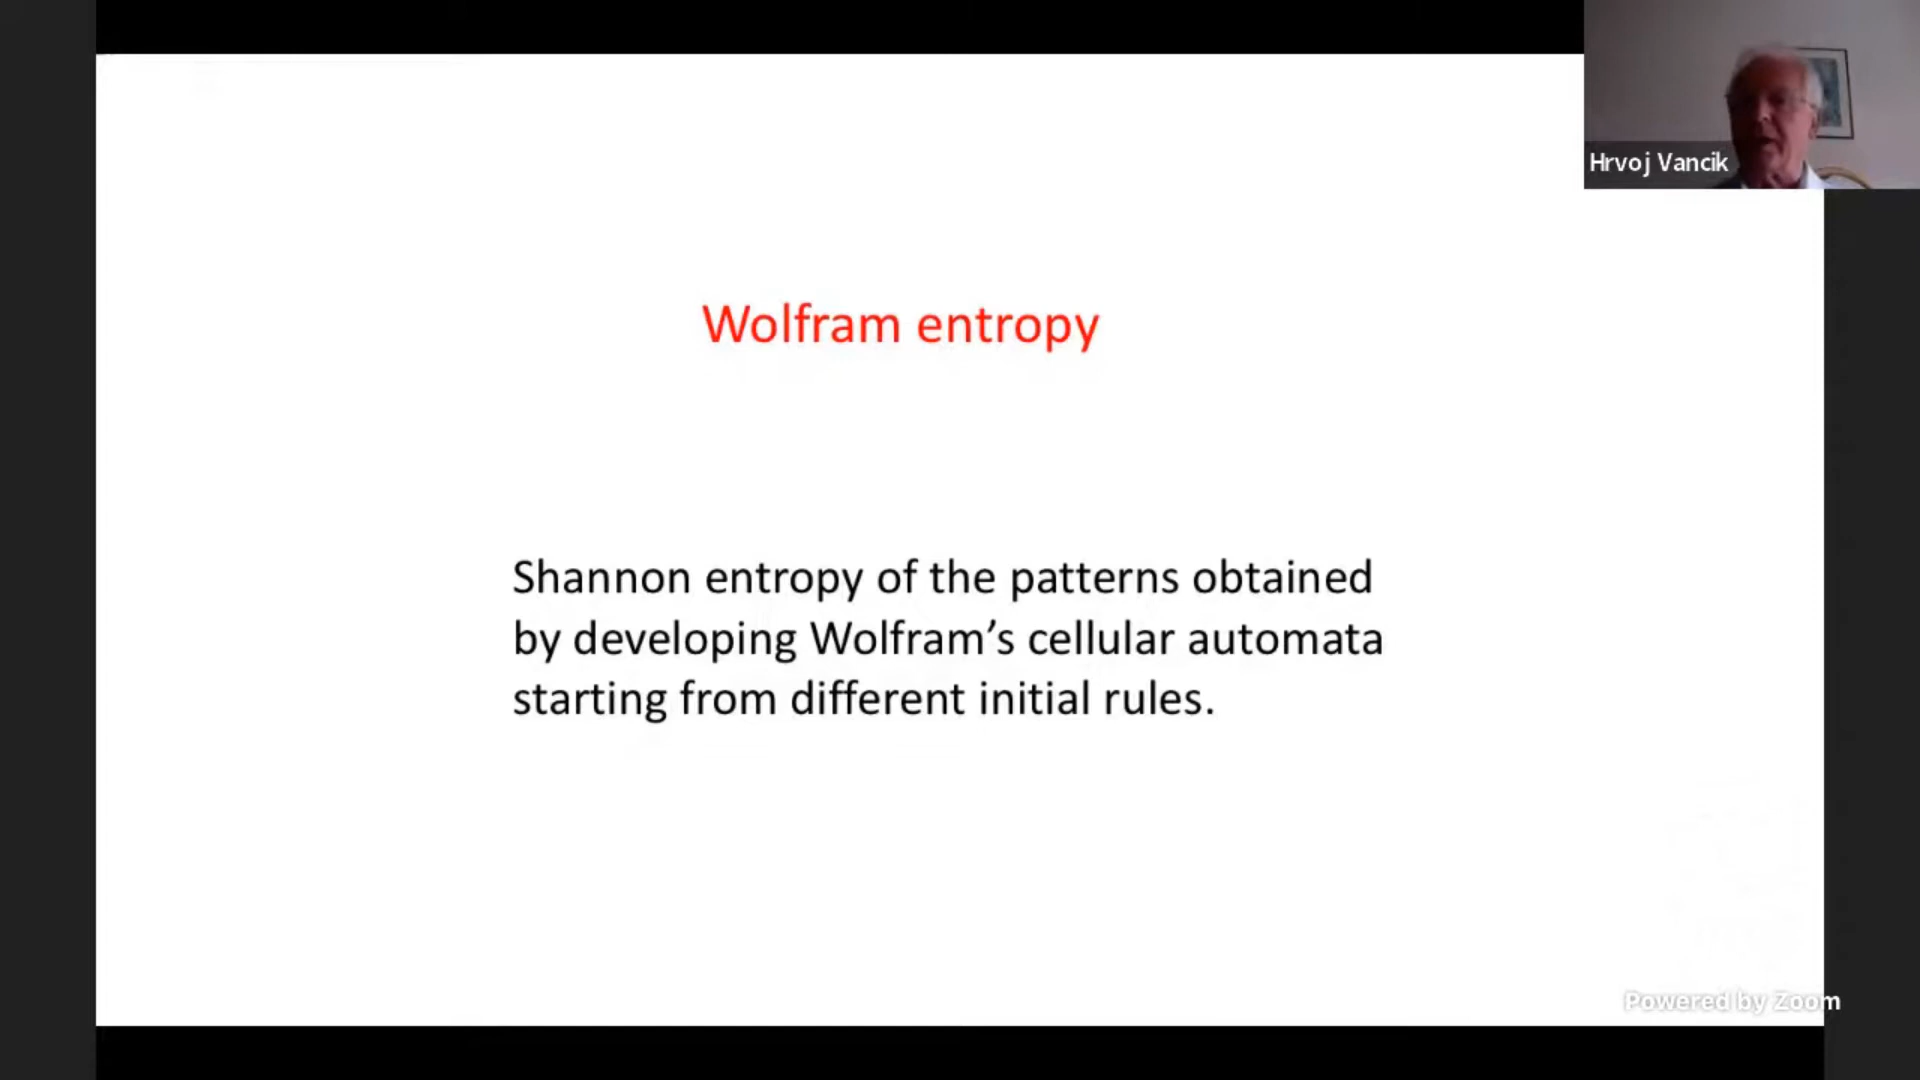 Hrvoj Vancik
Wolfram entropy
Shannon entropy of the patterns obtained
by developing Wolfram’s cellular automata
starting from different initial rules.
Powered by Zoom